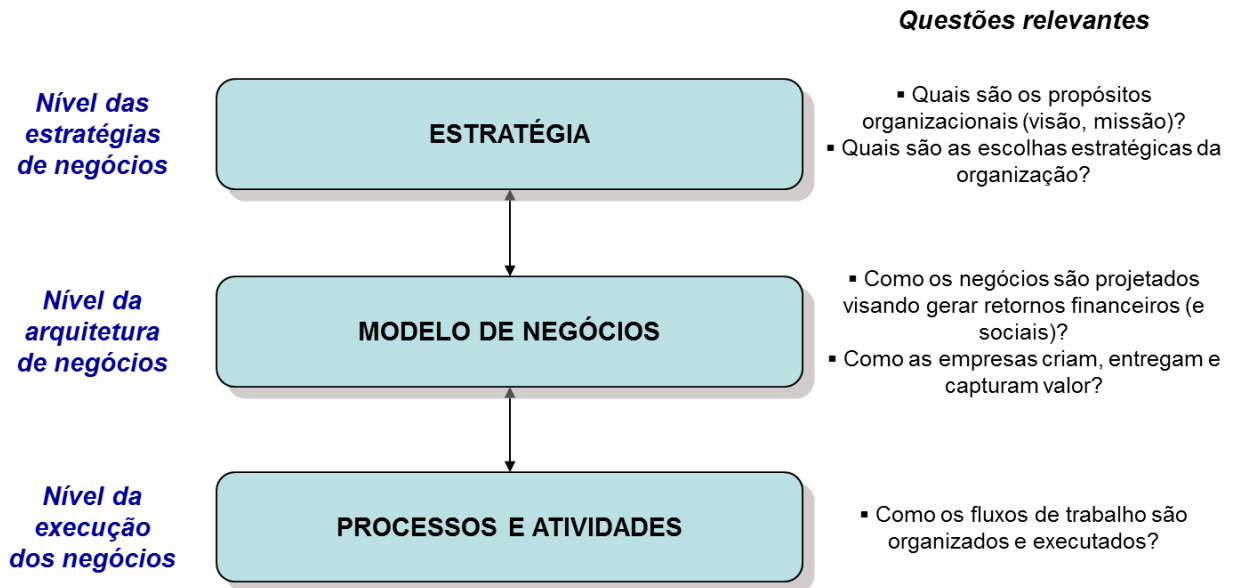 Questões relevantes
Nível das
estratégias
de negócios
ESTRATÉGIA
▪ Quais são os propósitos
organizacionais (visão, missão)?
▪ Quais são as escolhas estratégicas da
organização?
Nível da
arquitetura
de negócios
MODELO DE NEGÓCIOS
▪ Como os negócios são projetados
visando gerar retornos financeiros (e
sociais)?
▪ Como as empresas criam, entregam e
capturam valor?
Nível da
execução
dos negócios
PROCESSOS E ATIVIDADES
▪ Como os fluxos de trabalho são
organizados e executados?